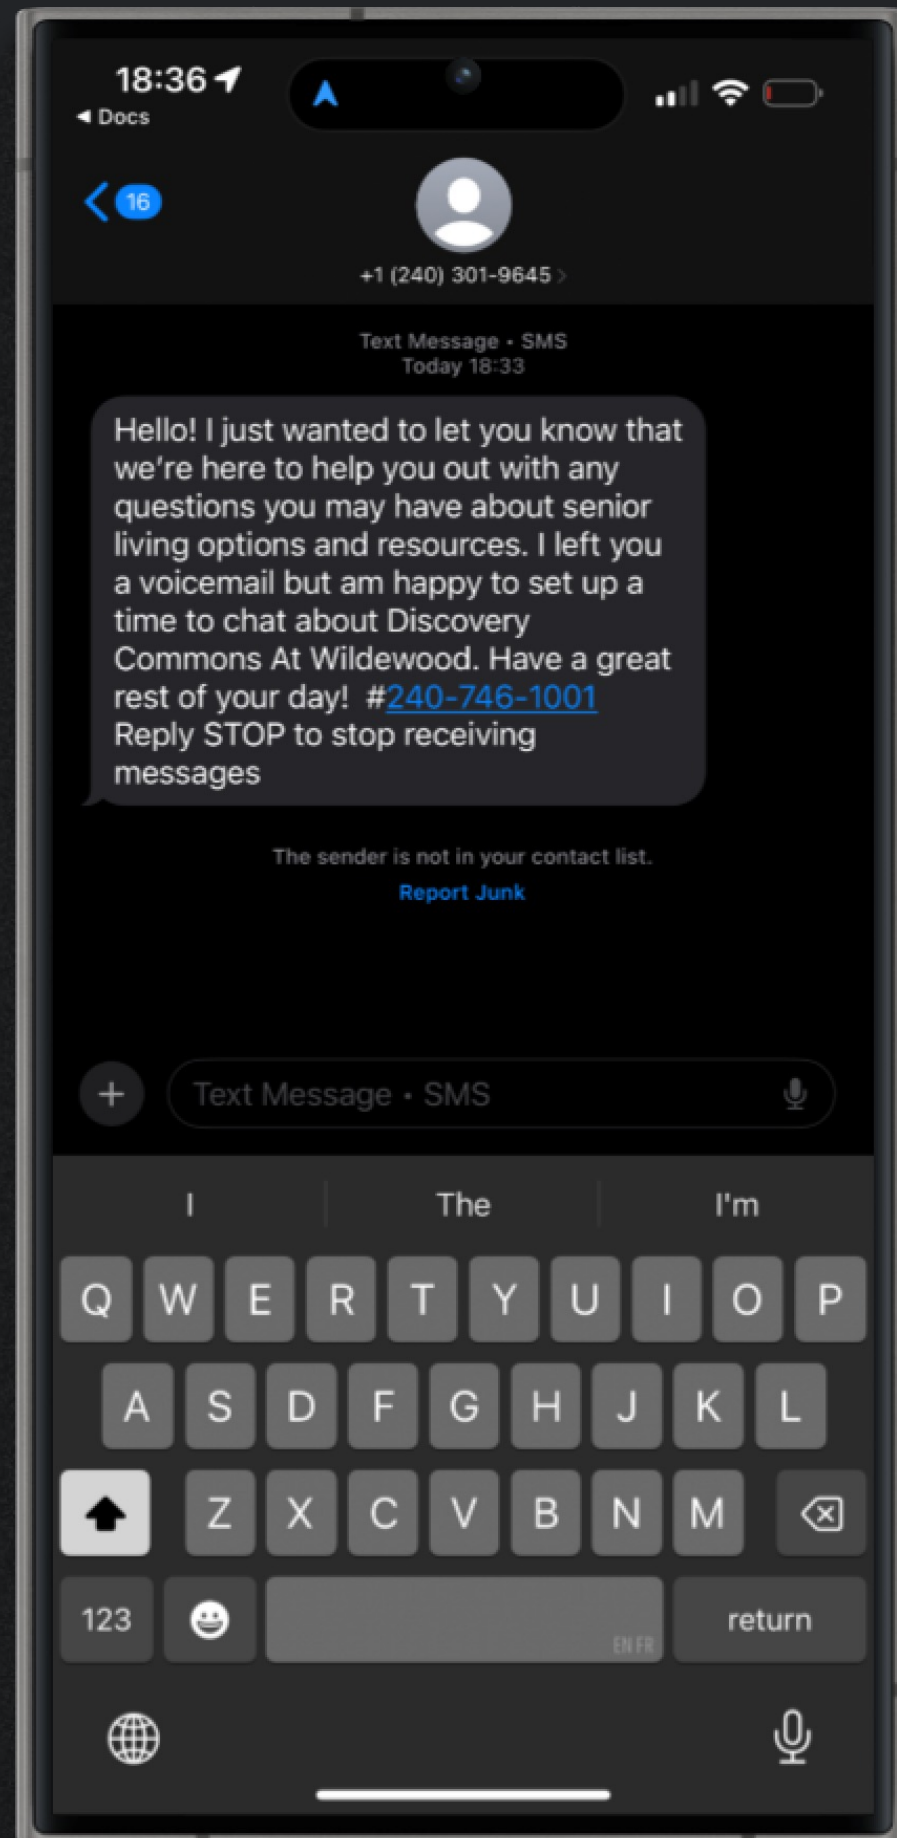 18:36
◀ Docs
16
+1 (240) 301-9645 >
Text Message • SMS
Today 18:33
Hello! I just wanted to let you know that
we're here to help you out with any
questions you may have about senior
living options and resources. I left you
a voicemail but am happy to set up a
time to chat about Discovery
Commons At Wildewood. Have a great
rest of your day!  #240-746-1001
Reply STOP to stop receiving
messages
The sender is not in your contact list.
Report Junk
+ Text Message • SMS
I The I'm
Q W E R T Y U I O P
A S D F G H J K L
Z X C V B N M
123 return
EN FR